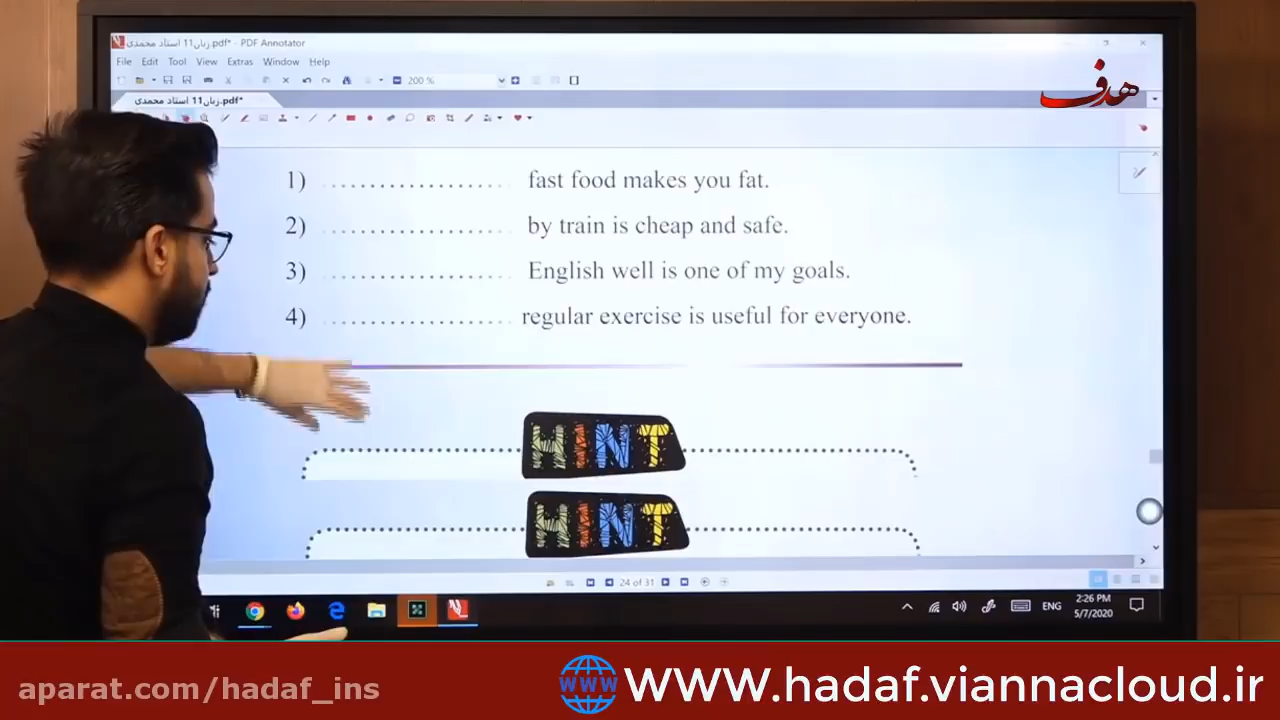 زبان11 استاد محمدی.pdf* - PDF Annotator
File Edit Tool View Extras Window Help
200 %
زبان11 استاد محمدی.pdf*
هدف
1) .................... fast food makes you fat.
2) .................... by train is cheap and safe.
3) .................... English well is one of my goals.
4) .................... regular exercise is useful for everyone.
HINT
HINT
24 of 31
ENG
2:26 PM
5/7/2020
aparat.com/hadaf_ins
WWW
WWW.hadaf.viannacloud.ir